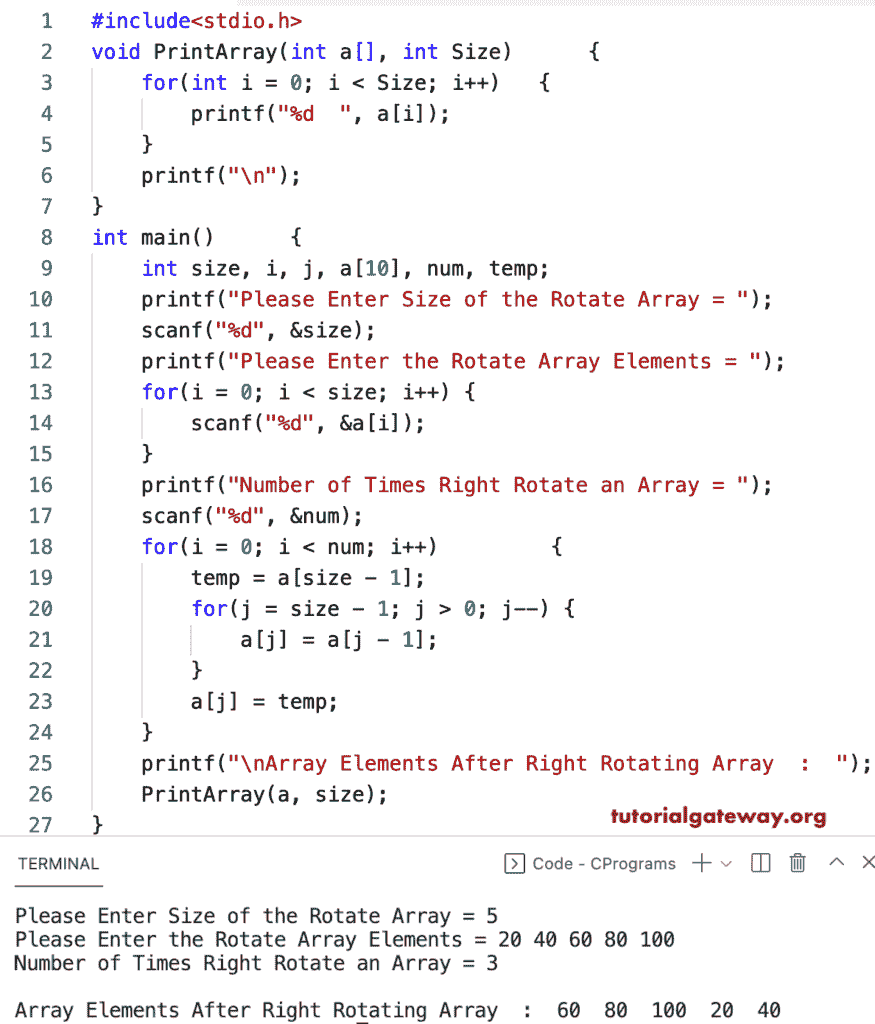 1 #include<stdio.h>
2 void PrintArray(int a[], int Size)      {
3     for(int i = 0; i < Size; i++)   {
4         printf("%d  ", a[i]);
5     }
6     printf("\n");
7 }
8 int main()      {
9     int size, i, j, a[10], num, temp;
10     printf("Please Enter Size of the Rotate Array = ");
11     scanf("%d", &size);
12     printf("Please Enter the Rotate Array Elements = ");
13     for(i = 0; i < size; i++) {
14         scanf("%d", &a[i]);
15     }
16     printf("Number of Times Right Rotate an Array = ");
17     scanf("%d", &num);
18     for(i = 0; i < num; i++)         {
19         temp = a[size - 1];
20         for(j = size - 1; j > 0; j--) {
21             a[j] = a[j - 1];
22         }
23         a[j] = temp;
24     }
25     printf("\nArray Elements After Right Rotating Array  :  ");
26     PrintArray(a, size);
tutorialgateway.org
27 }
TERMINAL Code - CPrograms
Please Enter Size of the Rotate Array = 5
Please Enter the Rotate Array Elements = 20 40 60 80 100
Number of Times Right Rotate an Array = 3
Array Elements After Right Rotating Array  :  60  80  100  20  40